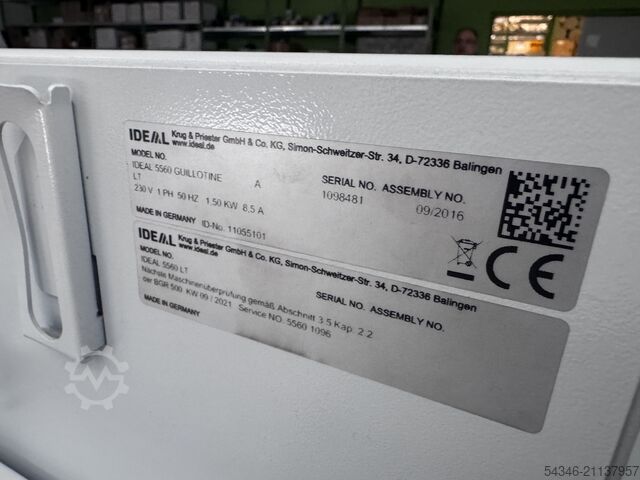 IDEAL Krug & Priester GmbH & Co. KG, Simon-Schweitzer-Str. 34, D-72336 Balingen
www.ideal.de
MODEL NO.
SERIAL NO. ASSEMBLY NO.
IDEAL 5560 GUILLOTINE A
1098481 09/2016
LT
230 V 1 PH 50 HZ 1.50 KW 8,5 A
MADE IN GERMANY ID-No. 11055101
CE
IDEAL Krug & Priester GmbH & Co. KG, Simon-Schweitzer-Str. 34, D-72336 Balingen
www.ideal.de
MODEL NO.
SERIAL NO. ASSEMBLY NO.
IDEAL 5560 LT
Nächste Maschinenüberprüfung gemäß Abschnitt 3.5 Kap. 2.2
der BGR 500 KW 09 / 2021 Service NO. 5560 1096
MADE IN GERMANY
54346-21137957